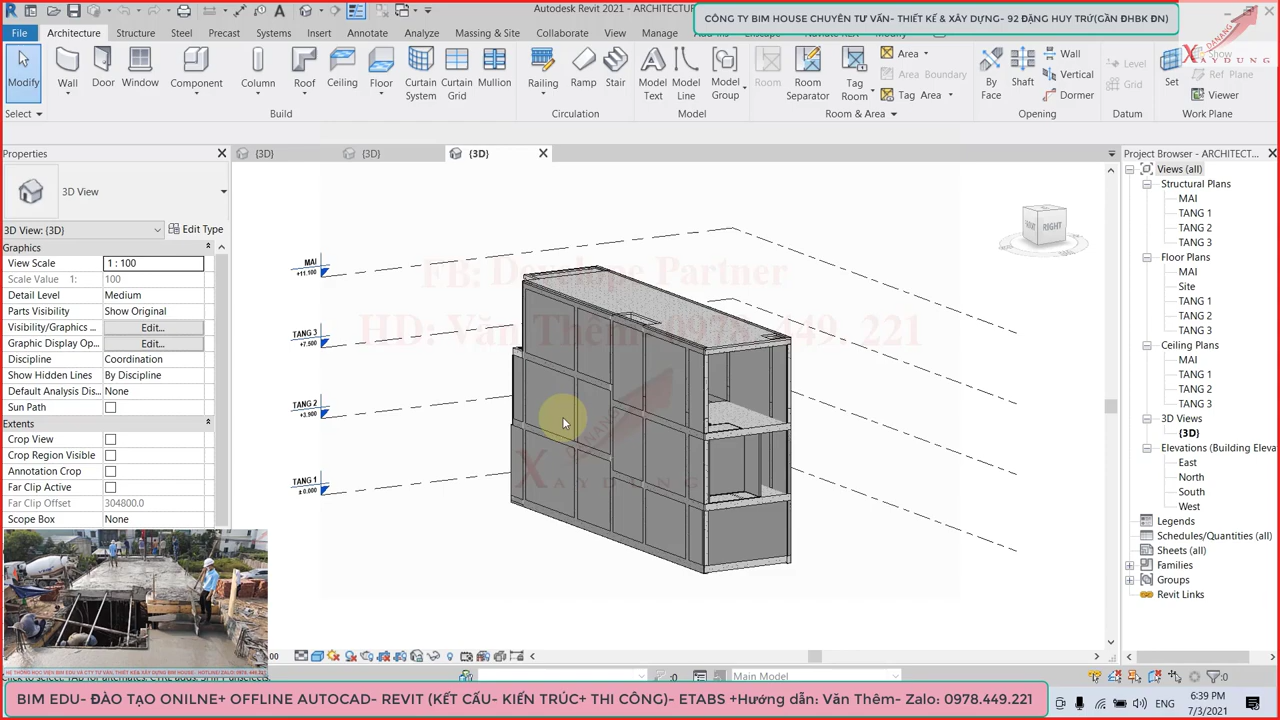 Autodesk Revit 2021 - ARCHITECTUR
CÔNG TY BIM HOUSE CHUYÊN TƯ VẤN- THIẾT KẾ & XÂY DỰNG- 92 ĐẶNG HUY TRỨ(GẦN ĐHBK ĐN)
File Architecture Structure Steel Precast Systems Insert Annotate Analyze Massing & Site Collaborate View Manage
Modify Wall Door Window Component Column Roof Ceiling Floor Curtain System Curtain Grid Mullion Railing Ramp Stair Model Text Model Line Model Group Room Room Separator Tag Room
Area
Area Boundary
Tag Area
By Face Shaft
Wall
Vertical
Dormer
Level
Grid
Set
Show
Ref Plane
Viewer
XÂY DỰNG
Select Build Circulation Model Room & Area Opening Datum Work Plane
Properties
{3D} {3D} {3D}
Project Browser - ARCHITECT...
3D View
3D View: {3D} Edit Type
Graphics
View Scale 1 : 100
Scale Value 1: 100
Detail Level Medium
Parts Visibility Show Original
Visibility/Graphics ... Edit...
Graphic Display Op... Edit...
Discipline Coordination
Show Hidden Lines By Discipline
Default Analysis Dis... None
Sun Path
Extents
Crop View
Crop Region Visible
Annotation Crop
Far Clip Active
Far Clip Offset 304800.0
Scope Box None
MAI
+11.100
TANG 3
+7.500
TANG 2
+3.900
TANG 1
± 0.000
RIGHT
FB: Develope Partner
HD: Văn Thêm 0978 449 221
DA NANG
XAYDUNG
Views (all)
Structural Plans
MAI
TANG 1
TANG 2
TANG 3
Floor Plans
MAI
Site
TANG 1
TANG 2
TANG 3
Ceiling Plans
MAI
TANG 1
TANG 2
TANG 3
3D Views
{3D}
Elevations (Building Eleva
East
North
South
West
Legends
Schedules/Quantities (all)
Sheets (all)
Families
Groups
Revit Links
:0 Main Model :0
BIM EDU- ĐÀO TẠO ONILNE+ OFFLINE AUTOCAD- REVIT (KẾT CẤU- KIẾN TRÚC+ THI CÔNG)- ETABS +Hướng dẫn: Văn Thêm- Zalo: 0978.449.221
ENG
6:39 PM
7/3/2021